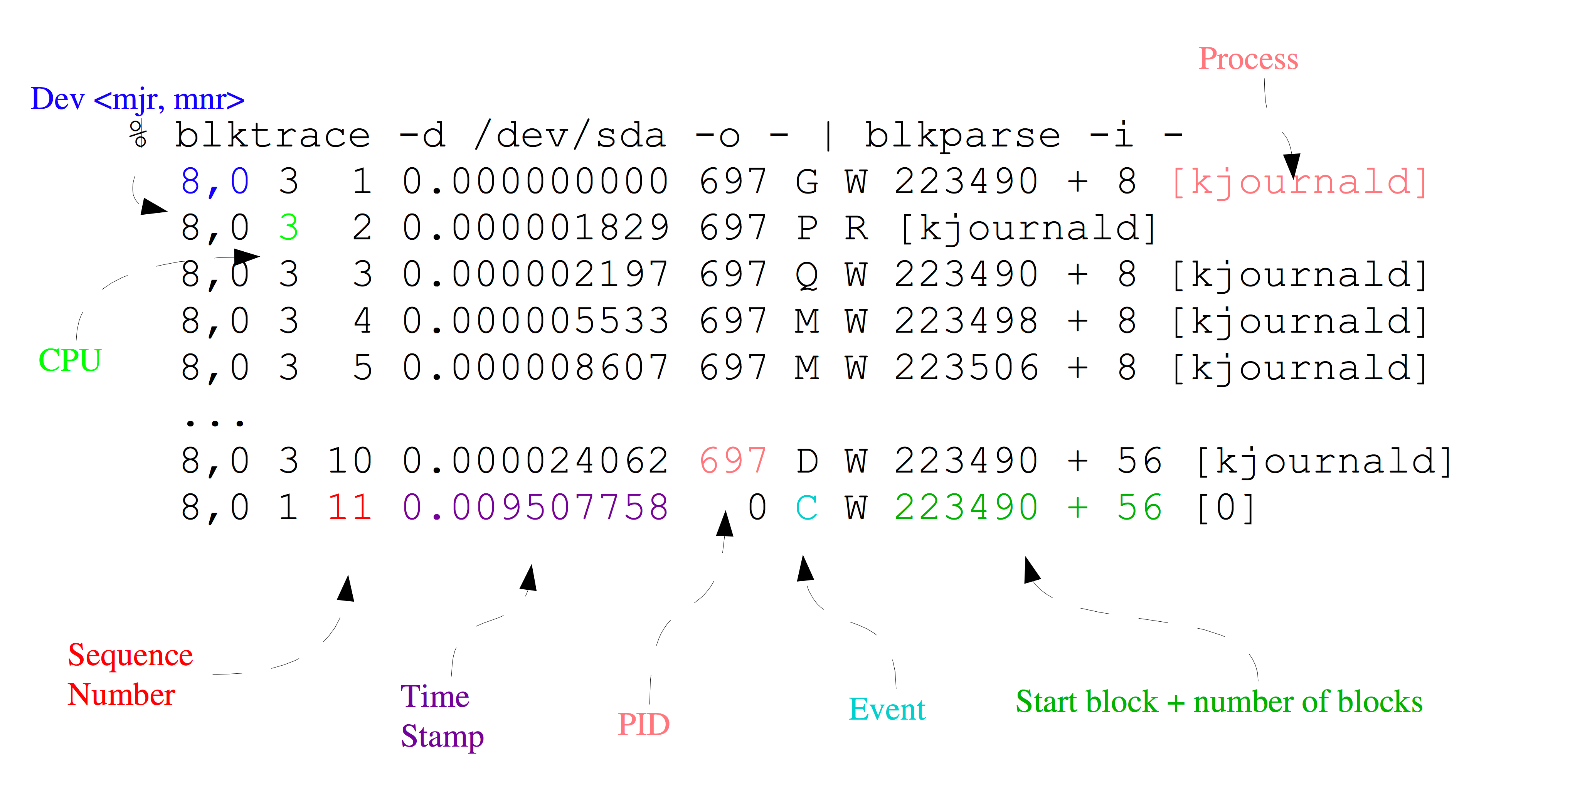 Process
Dev <mjr, mnr>
% blktrace -d /dev/sda -o - | blkparse -i -
8,0 3 1 0.000000000 697 G W 223490 + 8 [kjournald]
8,0 3 2 0.000001829 697 P R [kjournald]
8,0 3 3 0.000002197 697 Q W 223490 + 8 [kjournald]
8,0 3 4 0.000005533 697 M W 223498 + 8 [kjournald]
CPU
8,0 3 5 0.000008607 697 M W 223506 + 8 [kjournald]
...
8,0 3 10 0.000024062 697 D W 223490 + 56 [kjournald]
8,0 1 11 0.009507758 0 C W 223490 + 56 [0]
Sequence
Number
Time
Stamp
PID
Event
Start block + number of blocks